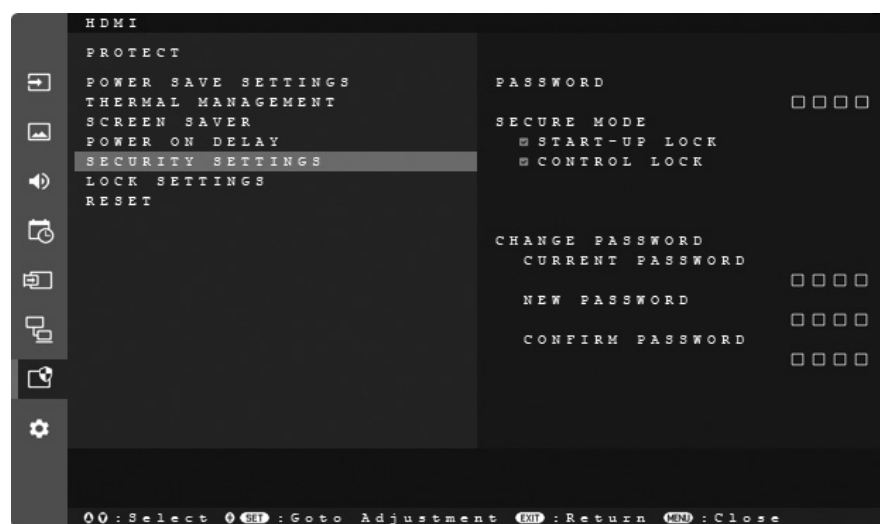 HDMI
PROTECT
POWER SAVE SETTINGS
THERMAL MANAGEMENT
SCREEN SAVER
POWER ON DELAY
SECURITY SETTINGS
LOCK SETTINGS
RESET
PASSWORD
SECURE MODE
START-UP LOCK
CONTROL LOCK
CHANGE PASSWORD
CURRENT PASSWORD
NEW PASSWORD
CONFIRM PASSWORD
:Select SET :Goto Adjustment EXIT :Return MENU :Close